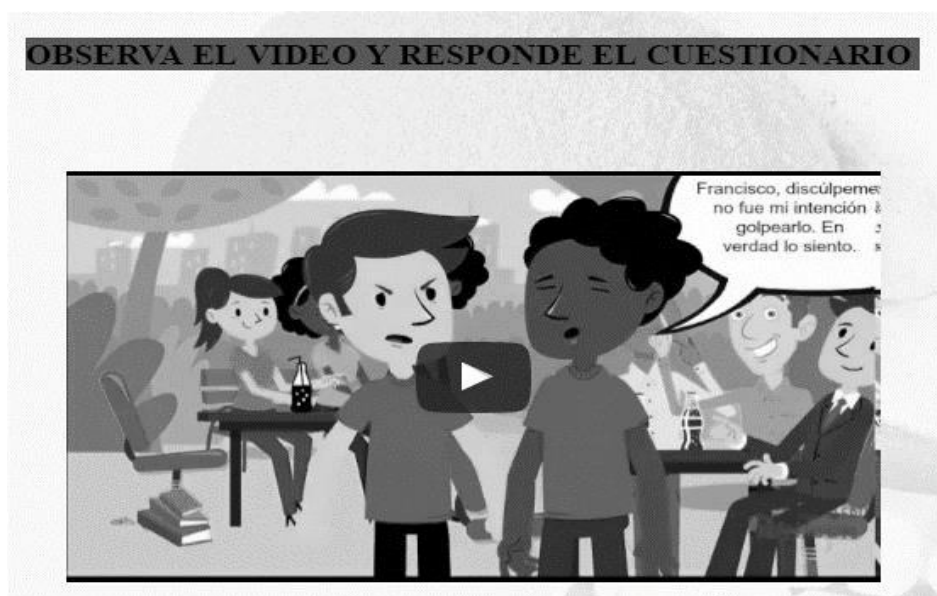 OBSERVA EL VIDEO Y RESPONDE EL CUESTIONARIO
Francisco, discúlpeme
no fue mi intención
golpearlo. En
verdad lo siento.